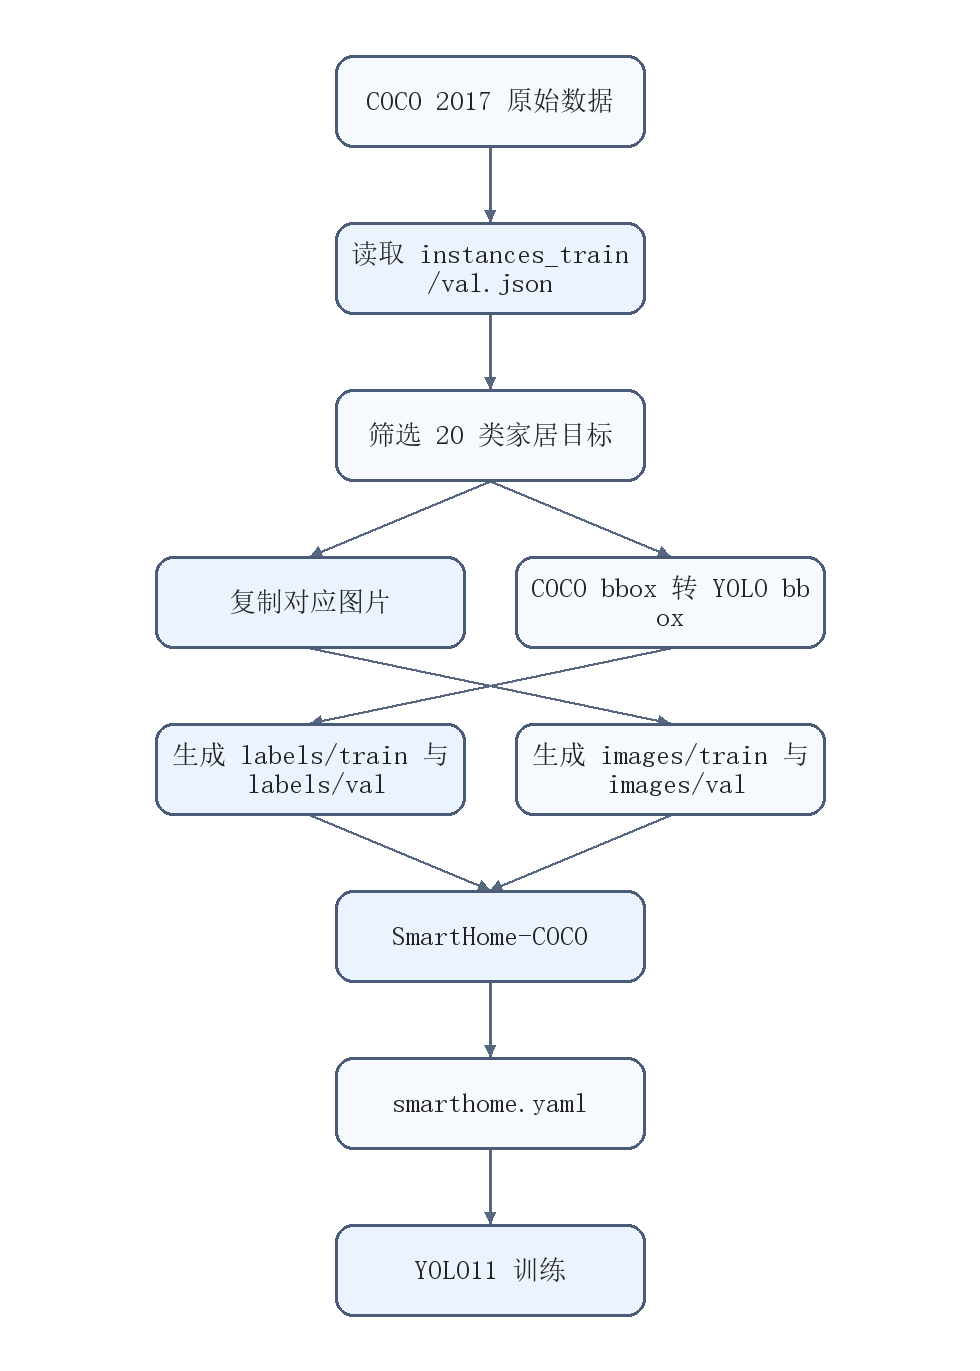 COCO 2017 原始数据
读取 instances_train
/val.json
筛选 20 类家居目标
复制对应图片
COCO bbox 转 YOLO bb
ox
生成 labels/train 与
labels/val
生成 images/train 与
images/val
SmartHome-COCO
smarthome.yaml
YOLO11 训练